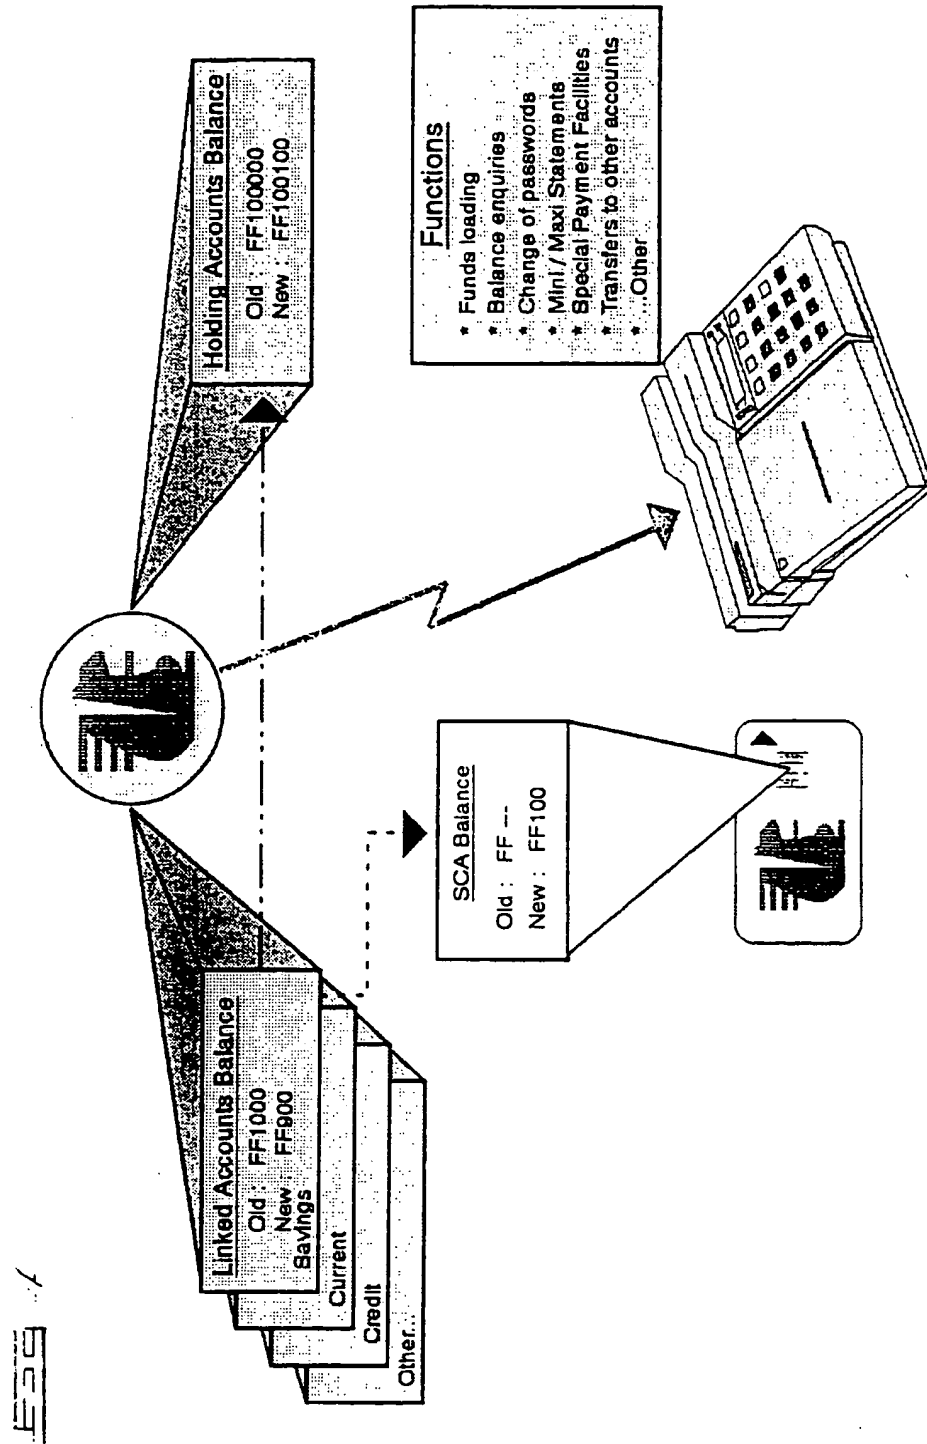 Linked Accounts Balance
Old : FF1000
New : FF900
Savings
Current
Credit
Other...
Holding Accounts Balance
Old : FF100000
New : FF100100
SCA Balance
Old : FF ---
New : FF100
Functions
* Funds loading
* Balance enquiries
* Change of passwords
* Mini / Maxi Statements
* Special Payment Facilities
* Transfers to other accounts
* ...Other